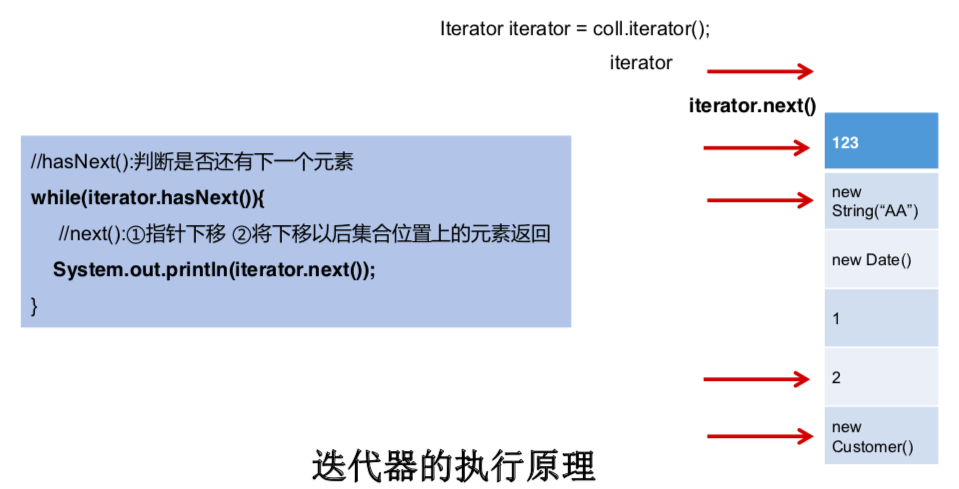 Iterator iterator = coll.iterator();
iterator
iterator.next()
//hasNext():判断是否还有下一个元素
while(iterator.hasNext()){
//next():①指针下移 ②将下移以后集合位置上的元素返回
System.out.println(iterator.next());
}
123
new
String(“AA”)
new Date()
1
2
new
Customer()
迭代器的执行原理